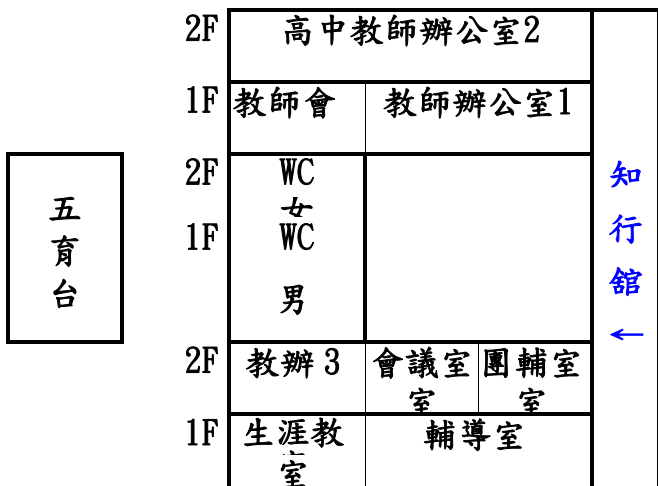 2F 高中教師辦公室2
1F 教師會 教師辦公室1
2F WC
女
1F WC
男
五
育
台
知
行
舘
←
2F 教辦3 會議室 團輔室
室 室
1F 生涯教 輔導室
室